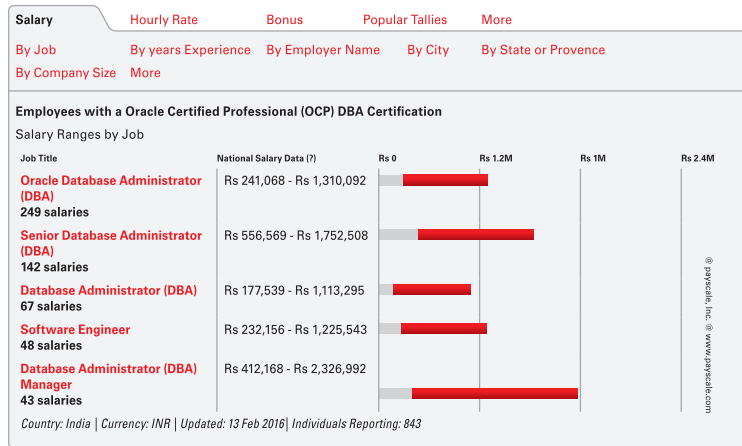 Salary Hourly Rate Bonus Popular Tallies More
By Job By years Experience By Employer Name By City By State or Provence
By Company Size More
Employees with a Oracle Certified Professional (OCP) DBA Certification
Salary Ranges by Job
Job Title National Salary Data (?) Rs 0 Rs 1.2M Rs 1M Rs 2.4M
Oracle Database Administrator Rs 241,068 - Rs 1,310,092
(DBA)
249 salaries
Senior Database Administrator Rs 556,569 - Rs 1,752,508
(DBA)
142 salaries
Database Administrator (DBA) Rs 177,539 - Rs 1,113,295
67 salaries
Software Engineer Rs 232,156 - Rs 1,225,543
48 salaries
Database Administrator (DBA) Rs 412,168 - Rs 2,326,992
Manager
43 salaries
@ payscale, Inc. @ www.payscale.com
Country: India | Currency: INR | Updated: 13 Feb 2016| Individuals Reporting: 843